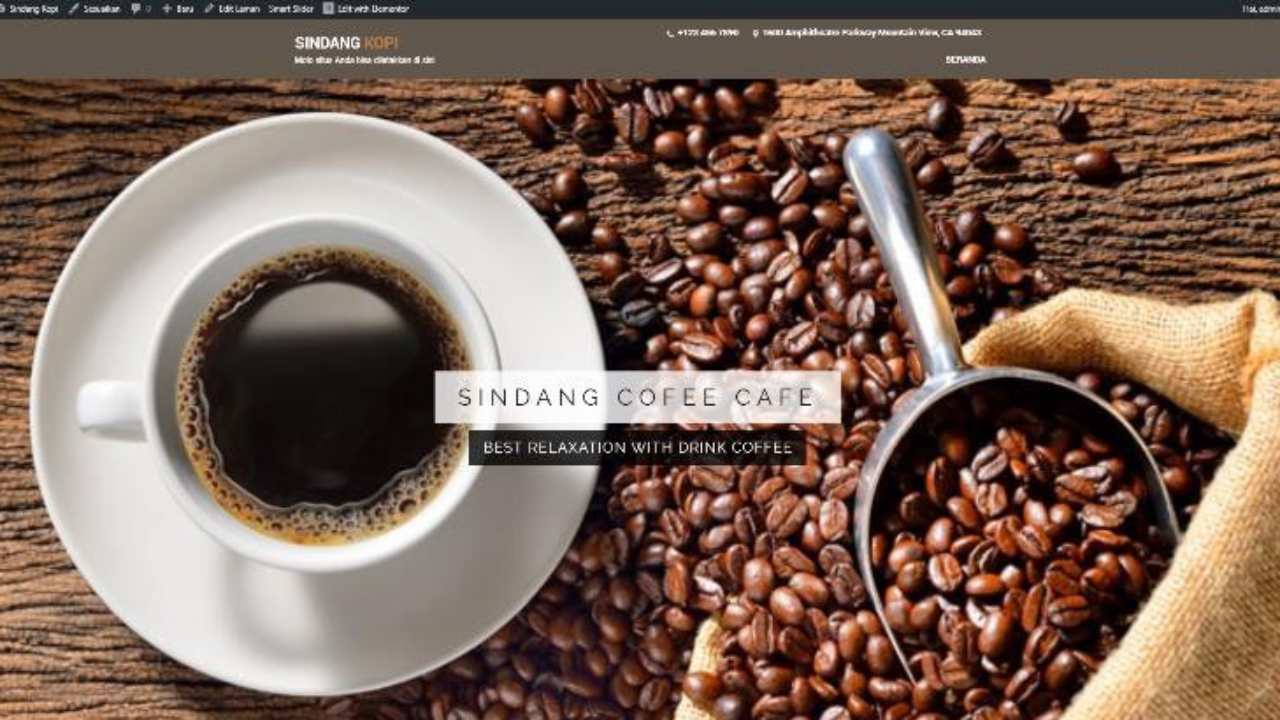 Sindang Kopi Sesuaikan 0 Baru Edit Laman Smart Slider Edit with Elementor Hai, admin
SINDANG KOPI
Moto situs Anda bisa diletakkan di sini
+123 456 7890 1600 Amphitheatre Parkway Mountain View, CA 94043
BERANDA
SINDANG COFEE CAFE
BEST RELAXATION WITH DRINK COFFEE